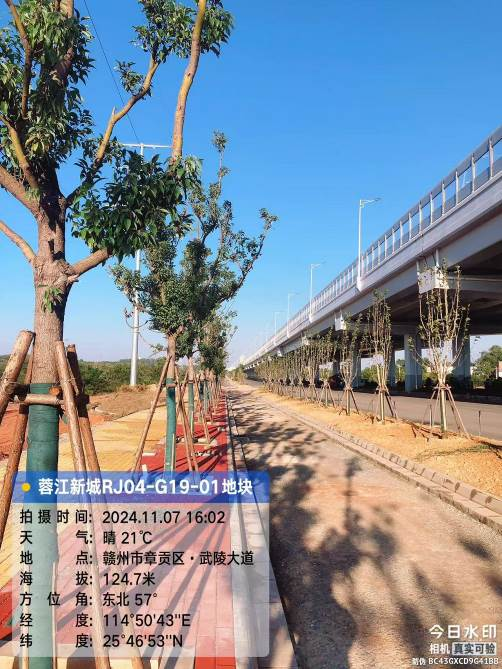 蓉江新城RJ04-G19-01地块
拍摄时间: 2024.11.07 16:02
天气: 晴 21℃
地点: 赣州市章贡区·武陵大道
海拔: 124.7米
方位角: 东北 57°
经度: 114°50'43"E
纬度: 25°46'53"N
今日水印
相机 真实可验
防伪 BC43GXCD9G41BB